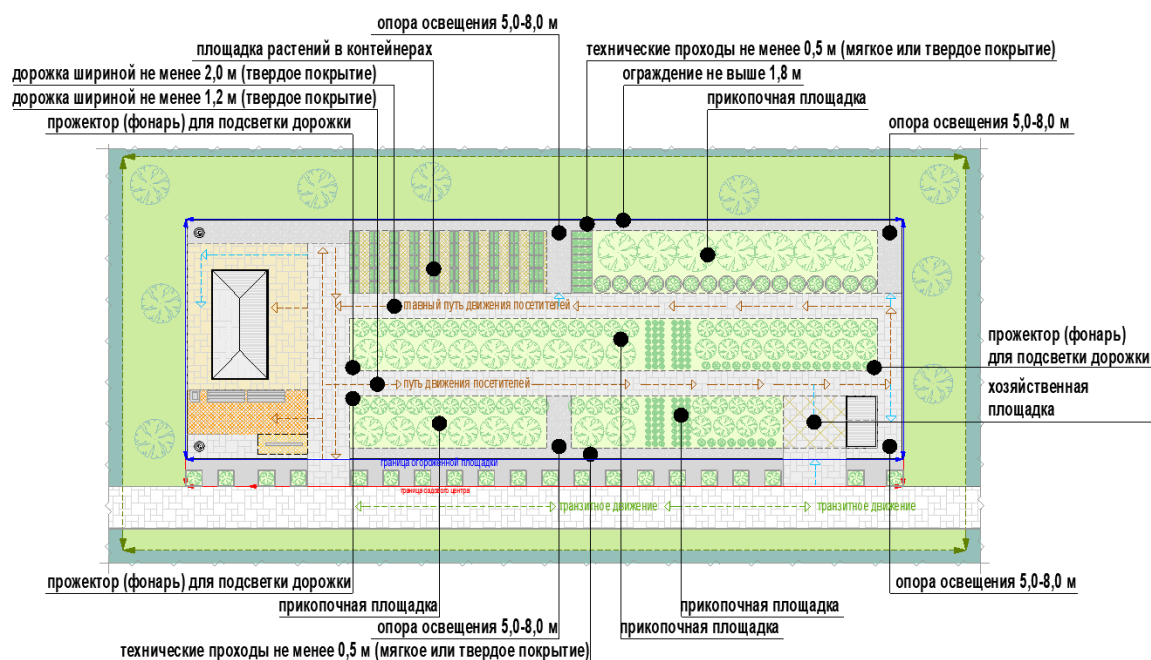 опора освещения 5,0-8,0 м
площадка растений в контейнерах
технические проходы не менее 0,5 м (мягкое или твердое покрытие)
дорожка шириной не менее 2,0 м (твердое покрытие)
ограждение не выше 1,8 м
дорожка шириной не менее 1,2 м (твердое покрытие)
прикопочная площадка
прожектор (фонарь) для подсветки дорожки
опора освещения 5,0-8,0 м
главный путь движения посетителей
прожектор (фонарь)
для подсветки дорожки
путь движения посетителей
хозяйственная
площадка
граница огороженной площадки
граница садового центра
транзитное движение
транзитное движение
прожектор (фонарь) для подсветки дорожки
опора освещения 5,0-8,0 м
прикопочная площадка
прикопочная площадка
опора освещения 5,0-8,0 м
прикопочная площадка
технические проходы не менее 0,5 м (мягкое или твердое покрытие)